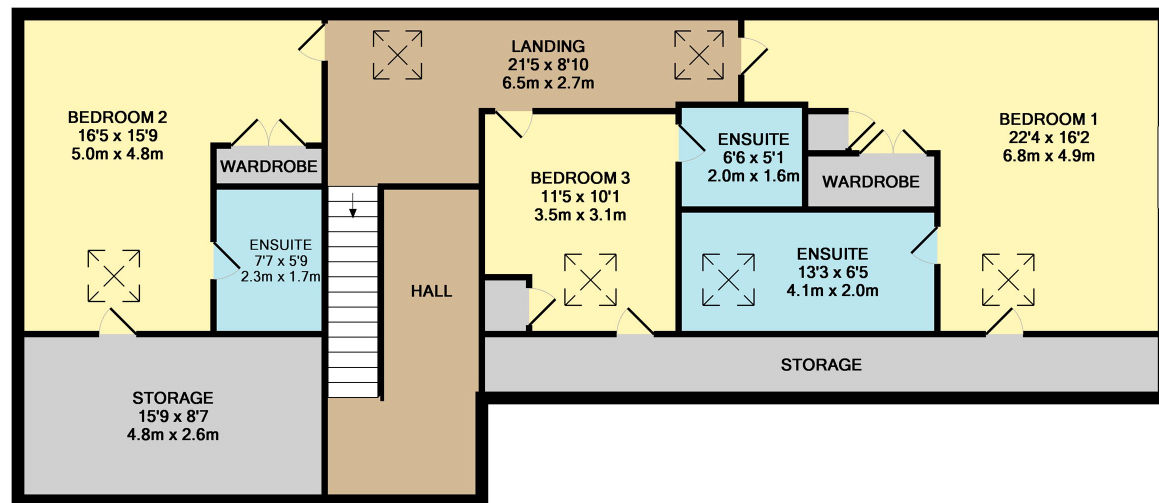 BEDROOM 2
16'5 x 15'9
5.0m x 4.8m
WARDROBE
ENSUITE
7'7 x 5'9
2.3m x 1.7m
STORAGE
15'9 x 8'7
4.8m x 2.6m
LANDING
21'5 x 8'10
6.5m x 2.7m
HALL
BEDROOM 3
11'5 x 10'1
3.5m x 3.1m
ENSUITE
6'6 x 5'1
2.0m x 1.6m
WARDROBE
ENSUITE
13'3 x 6'5
4.1m x 2.0m
BEDROOM 1
22'4 x 16'2
6.8m x 4.9m
STORAGE